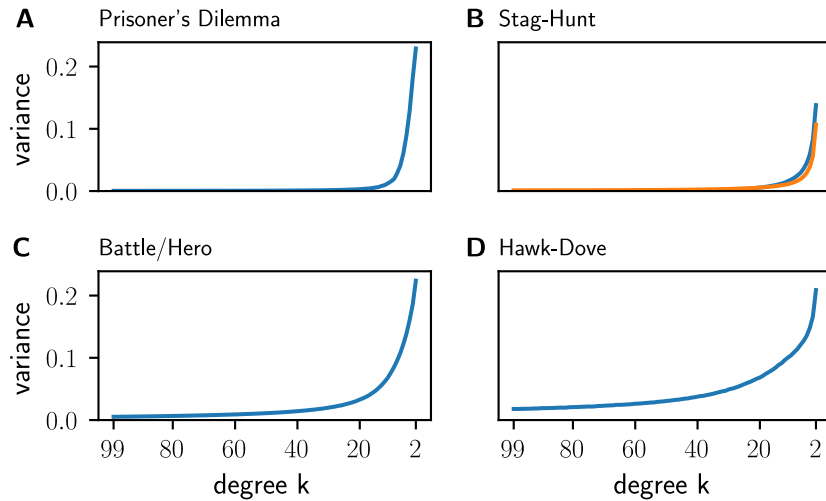 A Prisoner's Dilemma
B Stag-Hunt
variance
0.2
0.1
0.0
C Battle/Hero
D Hawk-Dove
variance
0.2
0.1
0.0
99 80 60 40 20 2
99 80 60 40 20 2
degree k
degree k